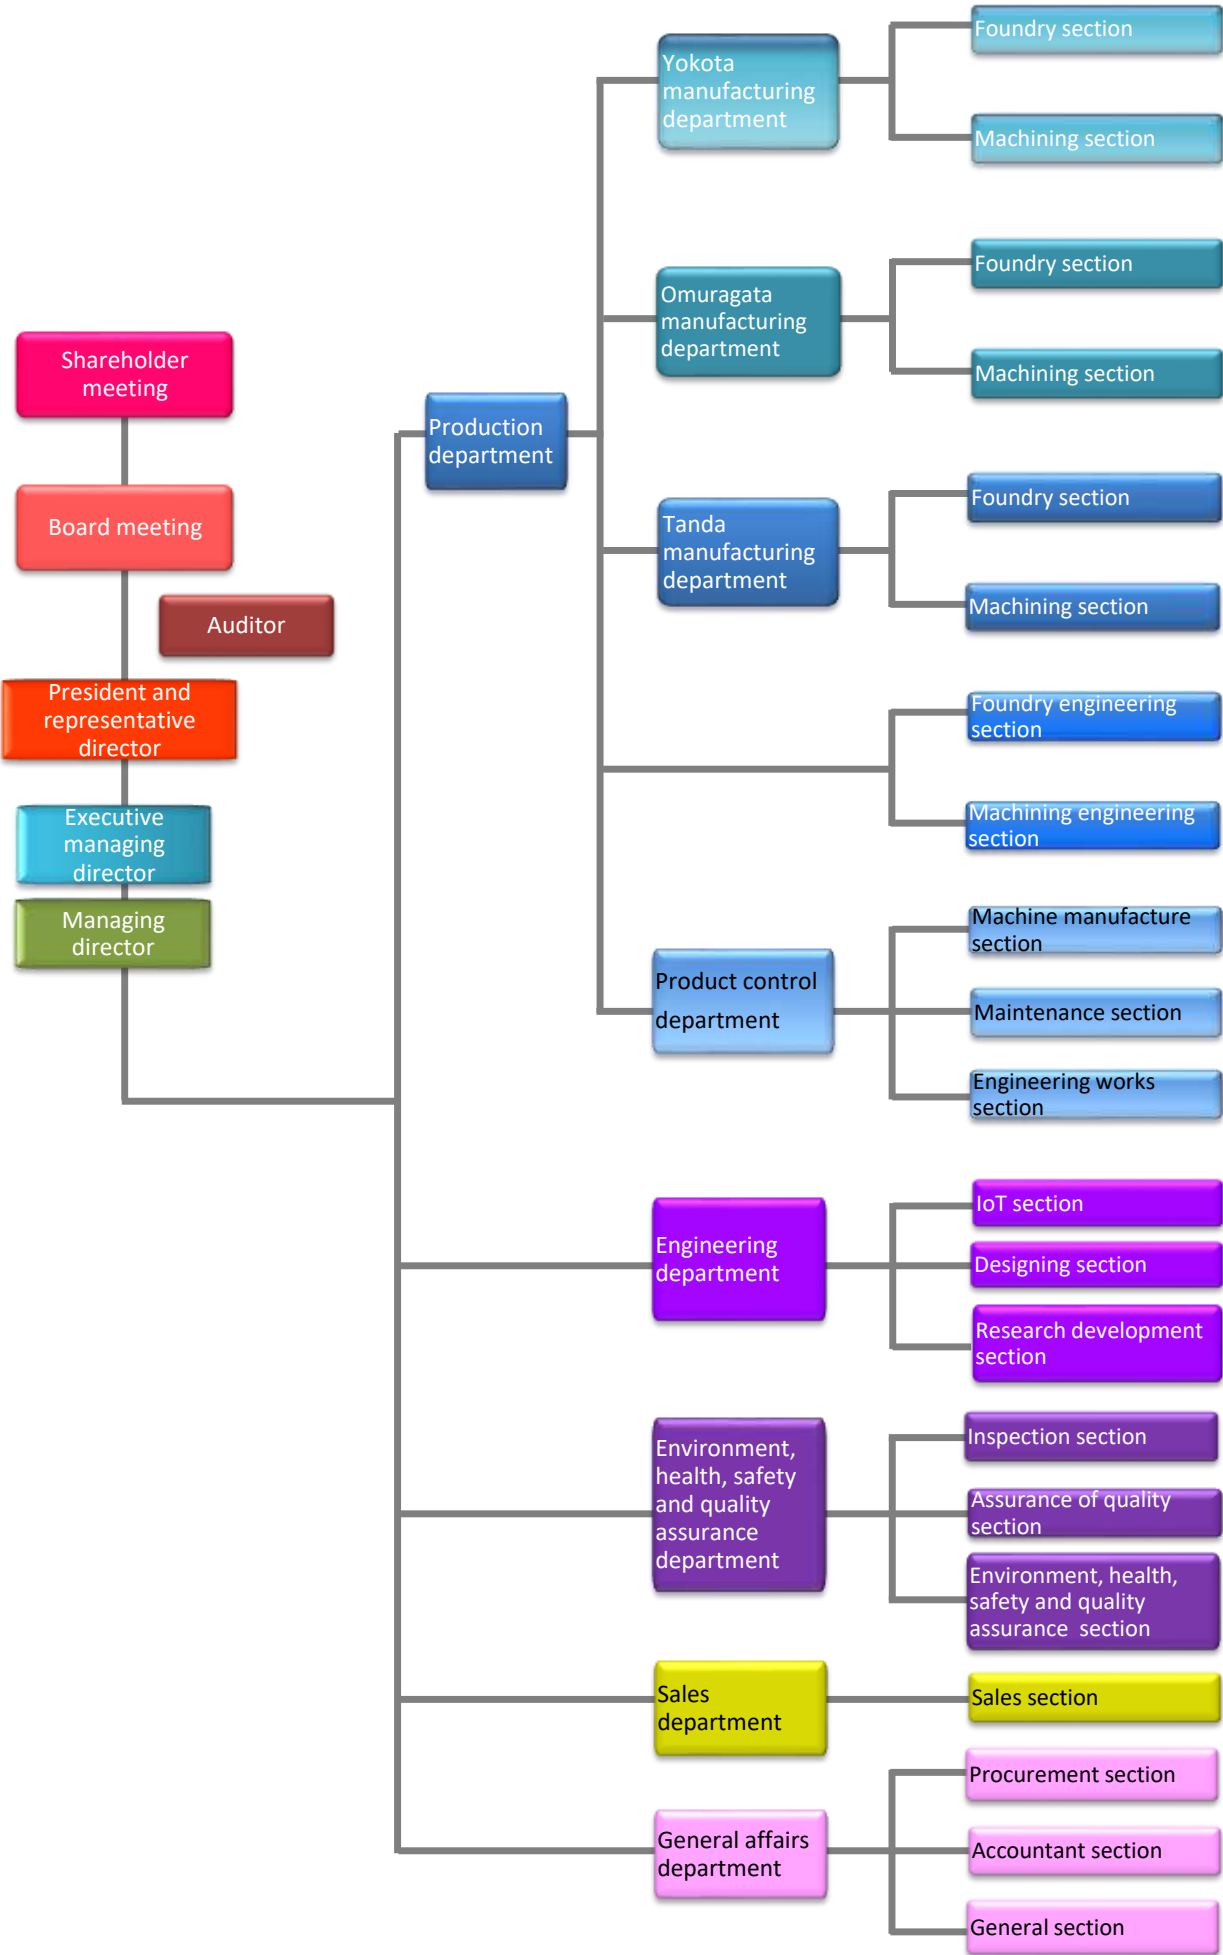 Shareholder
meeting
Board meeting
Auditor
President and
representative
director
Executive
managing
director
Managing
director
Production
department
Yokota
manufacturing
department
Foundry section
Machining section
Omuragata
manufacturing
department
Foundry section
Machining section
Tanda
manufacturing
department
Foundry section
Machining section
Foundry engineering
section
Machining engineering
section
Product control
department
Machine manufacture
section
Maintenance section
Engineering works
section
Engineering
department
IoT section
Designing section
Research development
section
Environment,
health, safety
and quality
assurance
department
Inspection section
Assurance of quality
section
Environment, health,
safety and quality
assurance section
Sales
department
Sales section
General affairs
department
Procurement section
Accountant section
General section